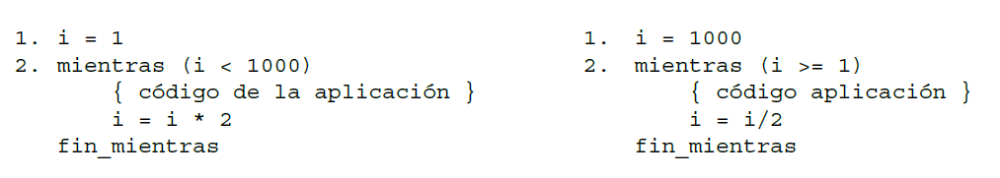 1. i = 1
2. mientras (i < 1000)
{ código de la aplicación }
i = i * 2
fin_mientras
1. i = 1000
2. mientras (i >= 1)
{ código aplicación }
i = i/2
fin_mientras